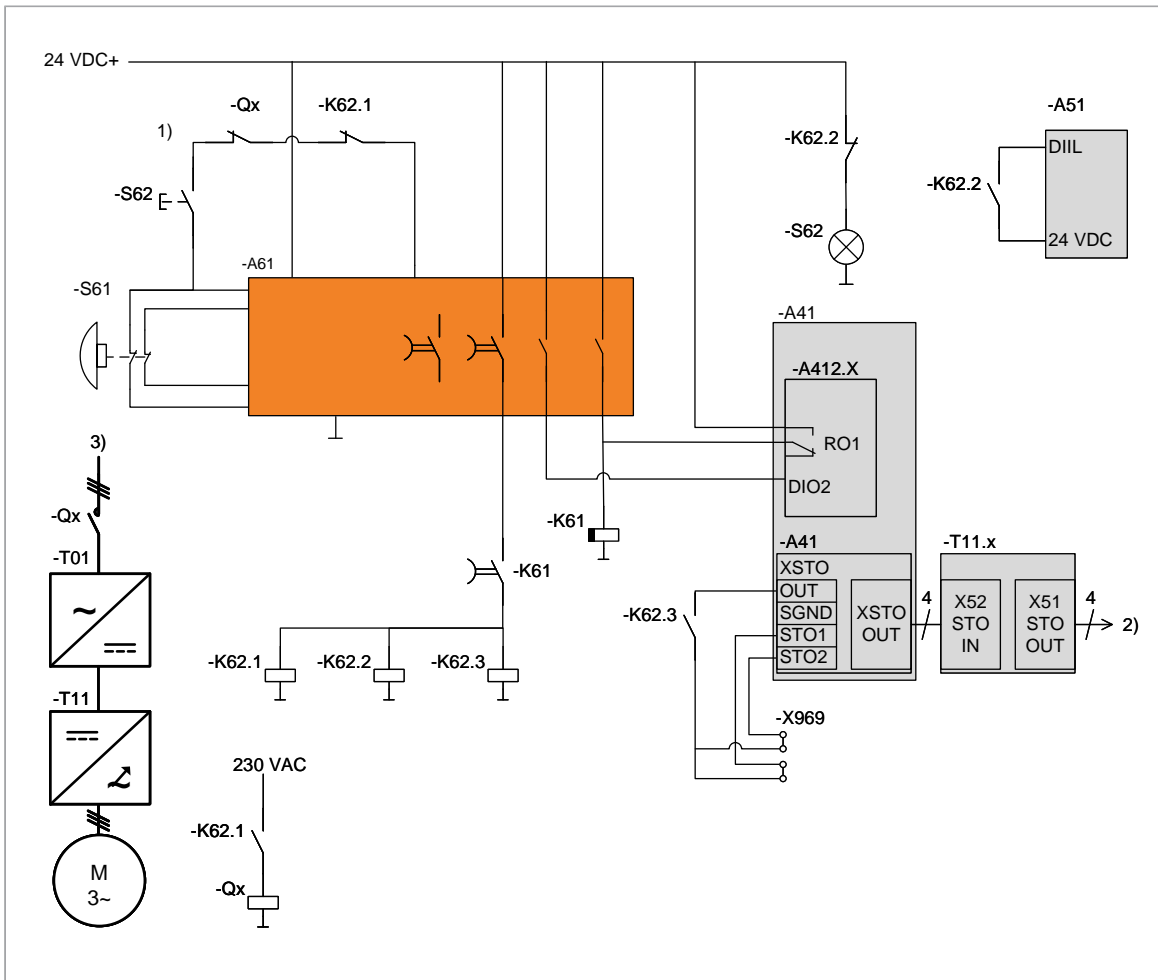 24 VDC+
-Qx
-K62.1
1)
-S62
-K62.2
-S62
-A51
DIIL
-K62.2
24 VDC
-A61
-S61
-A41
-A412.X
RO1
DIO2
3)
-Qx
-T01
~
-K61
-K61
-A41
XSTO
OUT
SGND
STO1
STO2
XSTO
OUT
4
-T11.x
X52
STO
IN
X51
STO
OUT
4
2)
-K62.3
-K62.1
-K62.2
-K62.3
-T11
-X969
230 VAC
-K62.1
-Qx
M
3~